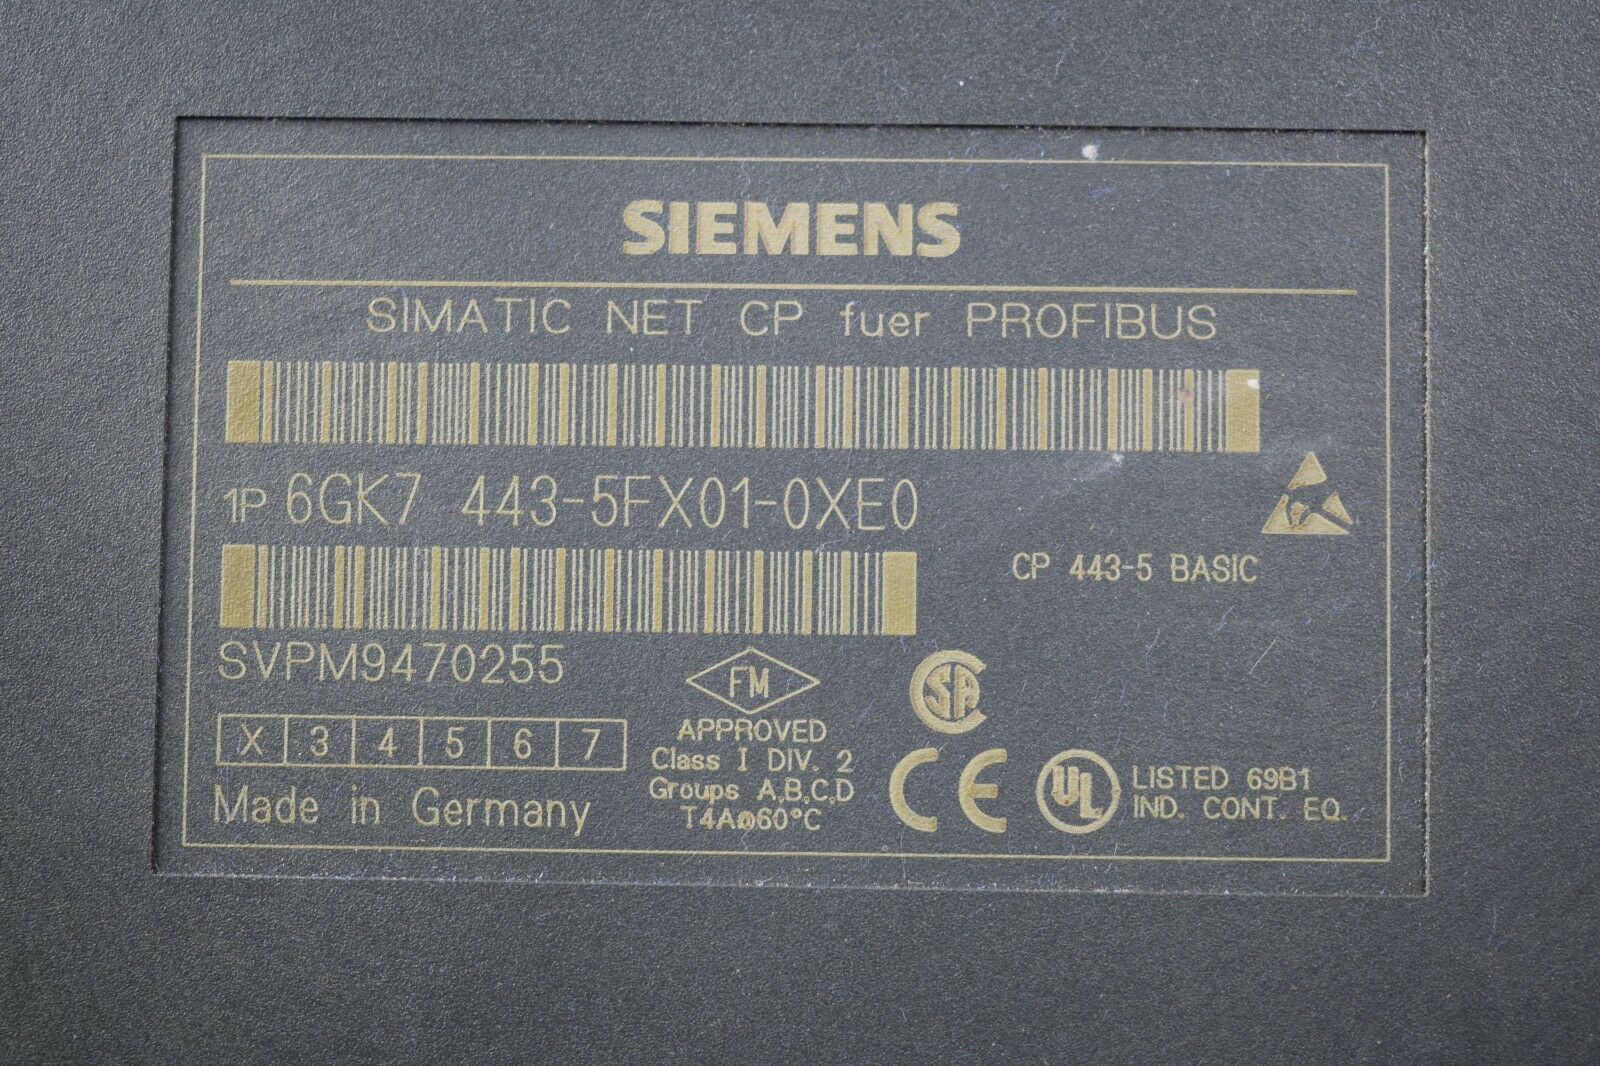 SIEMENS
SIMATIC NET CP fuer PROFIBUS
1P 6GK7 443-5FX01-0XE0
CP 443-5 BASIC
SVPM9470255
X 3 4 5 6 7
Made in Germany
FM
APPROVED
Class I DIV. 2
Groups A,B,C,D
T4A@60°C
CSA
CE
UL
LISTED 69B1
IND. CONT. EQ.